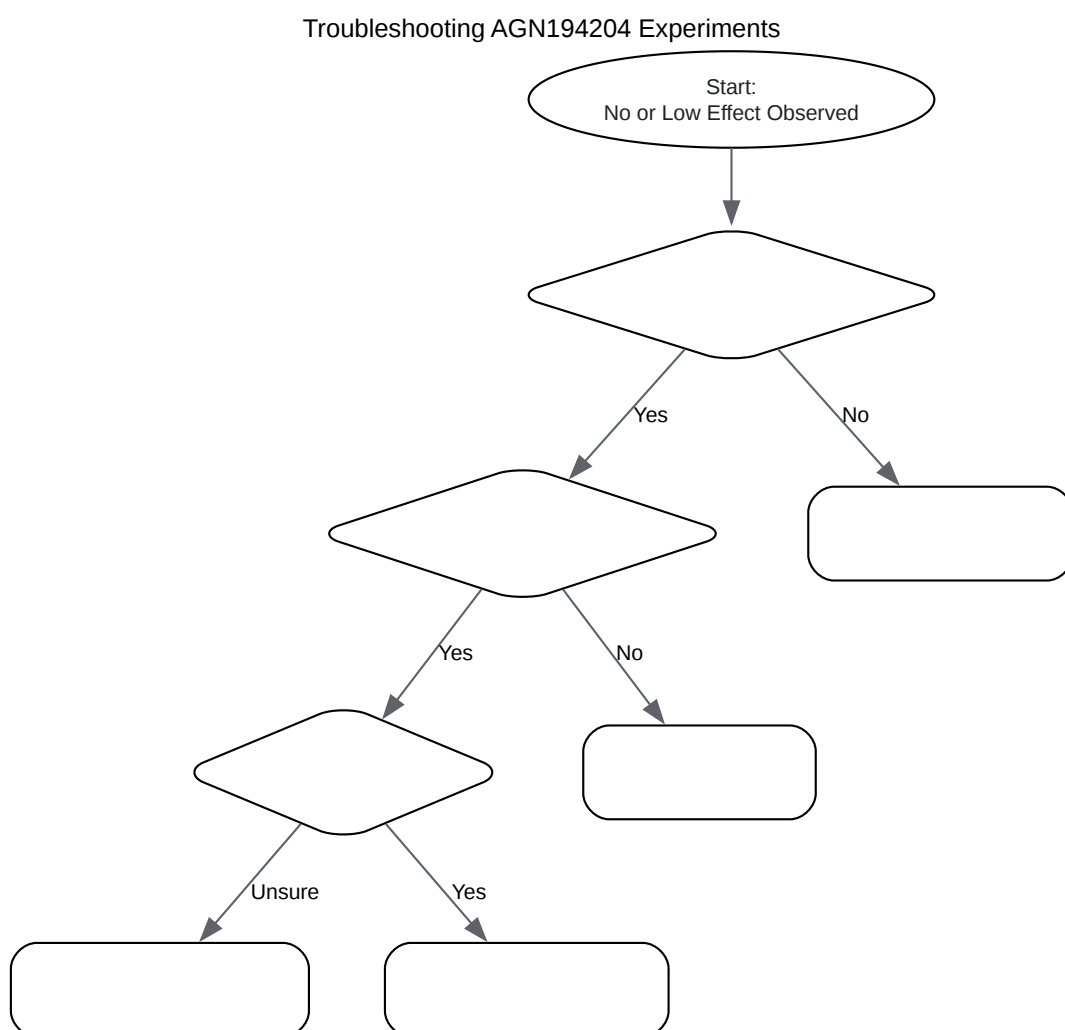 Troubleshooting AGN194204 Experiments
Start:
No or Low Effect Observed
Yes
No
Yes
No
Unsure
Yes